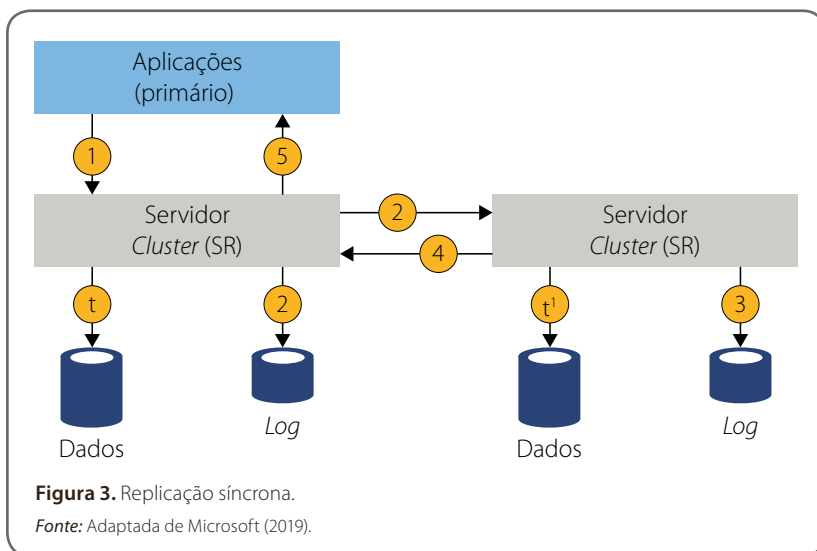 Aplicações
(primário)
1
5
Servidor
Cluster (SR)
2
4
Servidor
Cluster (SR)
t
2
t¹
3
Dados
Log
Dados
Log
Figura 3. Replicação síncrona.
Fonte: Adaptada de Microsoft (2019).